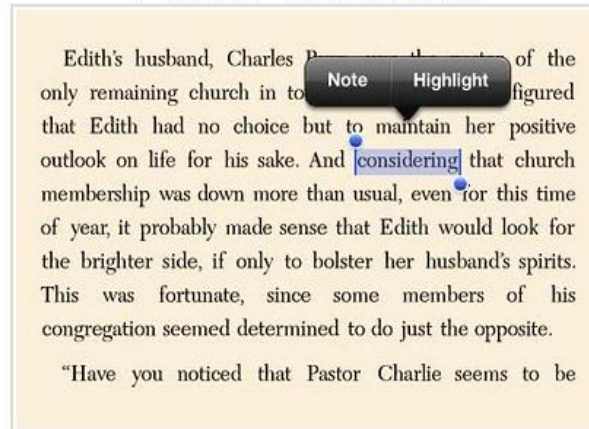 Edith's husband, Charles of the
only remaining church in to figured
that Edith had no choice but to maintain her positive
outlook on life for his sake. And considering that church
membership was down more than usual, even for this time
of year, it probably made sense that Edith would look for
the brighter side, if only to bolster her husband's spirits.
This was fortunate, since some members of his
congregation seemed determined to do just the opposite.
“Have you noticed that Pastor Charlie seems to be
Note Highlight